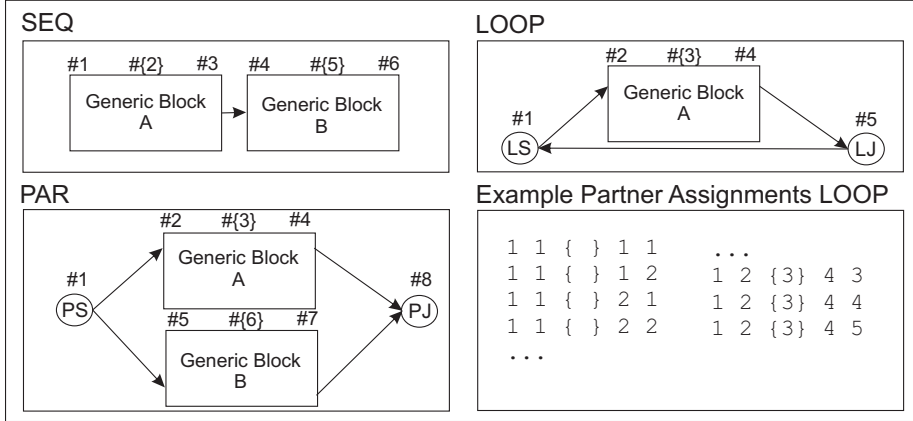 SEQ
#1 #{2} #3 #4 #{5} #6
Generic Block
A
Generic Block
B
LOOP
#2 #{3} #4
Generic Block
A
#1
LS
#5
LJ
PAR
#2 #{3} #4
Generic Block
A
#1
PS
#8
PJ
#5 #{6} #7
Generic Block
B
Example Partner Assignments LOOP
1 1 { } 1 1
1 1 { } 1 2
1 1 { } 2 1
1 1 { } 2 2
...
...
1 2 {3} 4 3
1 2 {3} 4 4
1 2 {3} 4 5